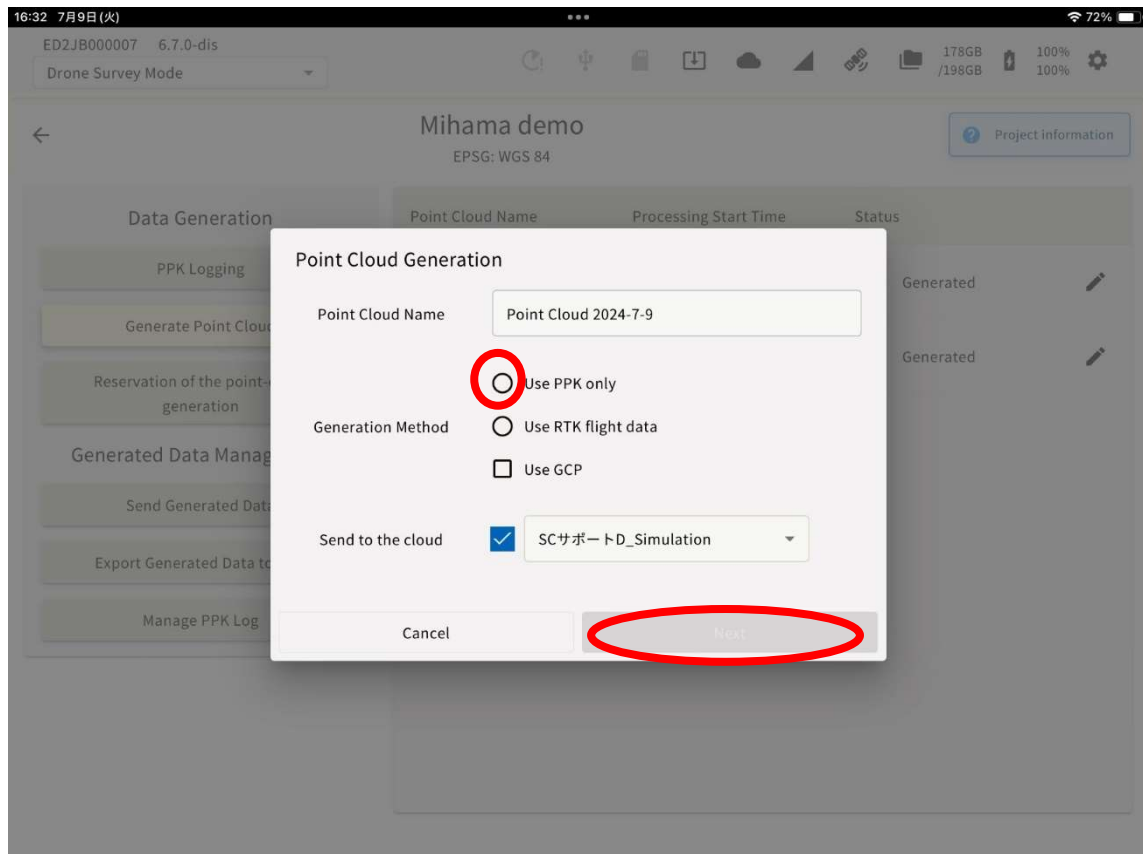 16:32 7月9日(火)
72%
ED2JB000007 6.7.0-dis
Drone Survey Mode
178GB
/198GB
100%
100%
Mihama demo
EPSG: WGS 84
Project information
Data Generation
Point Cloud Name Processing Start Time Status
PPK Logging
Generated
Generate Point Clou
Generated
Reservation of the point-
generation
Generated Data Manag
Send Generated Dat
Export Generated Data to
Manage PPK Log
Point Cloud Generation
Point Cloud Name Point Cloud 2024-7-9
Use PPK only
Generation Method Use RTK flight data
Use GCP
Send to the cloud SCサポートD_Simulation
Cancel Next